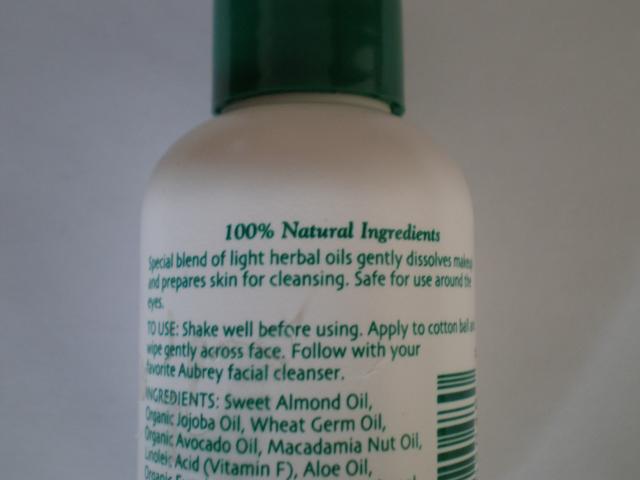 100% Natural Ingredients
Special blend of light herbal oils gently dissolves makeup
and prepares skin for cleansing. Safe for use around the
eyes.
TO USE: Shake well before using. Apply to cotton ball and
wipe gently across face. Follow with your
favorite Aubrey facial cleanser.
INGREDIENTS: Sweet Almond Oil,
Organic Jojoba Oil, Wheat Germ Oil,
Organic Avocado Oil, Macadamia Nut Oil,
Linoleic Acid (Vitamin F), Aloe Oil,
Organic